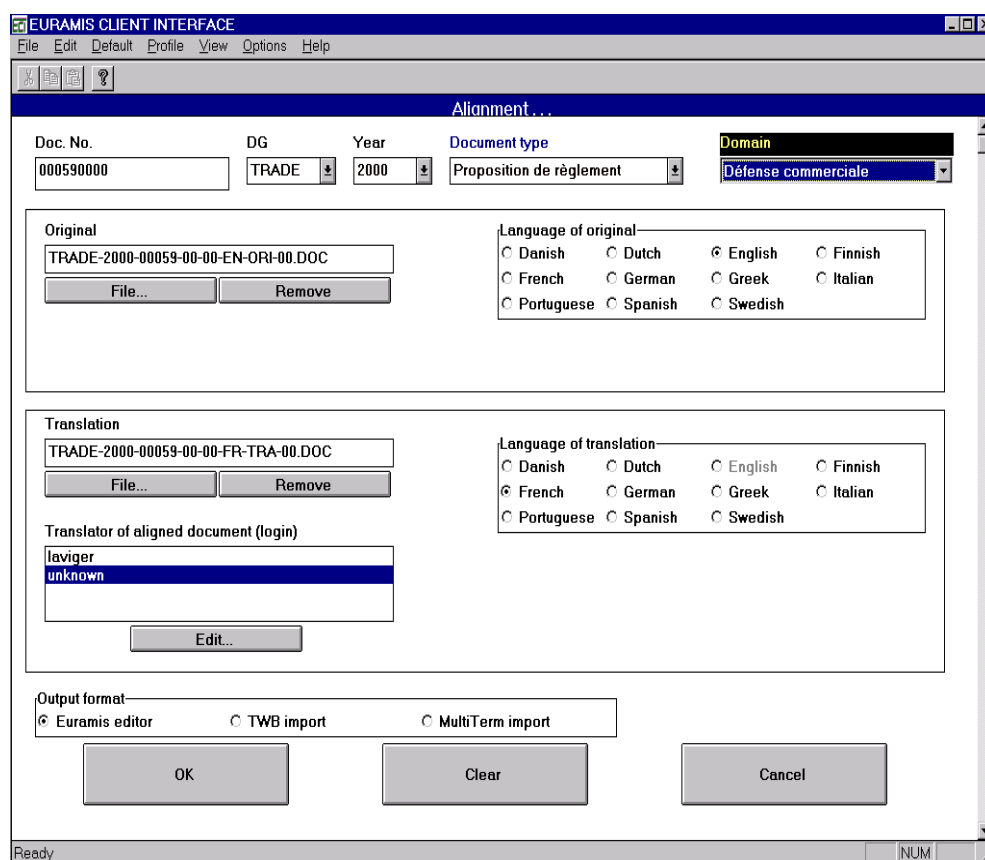 EURAMIS CLIENT INTERFACE
File Edit Default Profile View Options Help
Alignment...
Doc. No. DG Year Document type Domain
000590000 TRADE 2000 Proposition de règlement Défense commerciale
Original Language of original
TRADE-2000-00059-00-00-EN-ORI-00.DOC Danish Dutch English Finnish
File... Remove French German Greek Italian
Portuguese Spanish Swedish
Translation
TRADE-2000-00059-00-00-FR-TRA-00.DOC Language of translation
Danish Dutch English Finnish
File... Remove French German Greek Italian
Portuguese Spanish Swedish
Translator of aligned document (login)
laviger
unknown
Edit...
Output format
Euramis editor TWB import MultiTerm import
OK Clear Cancel
Ready NUM